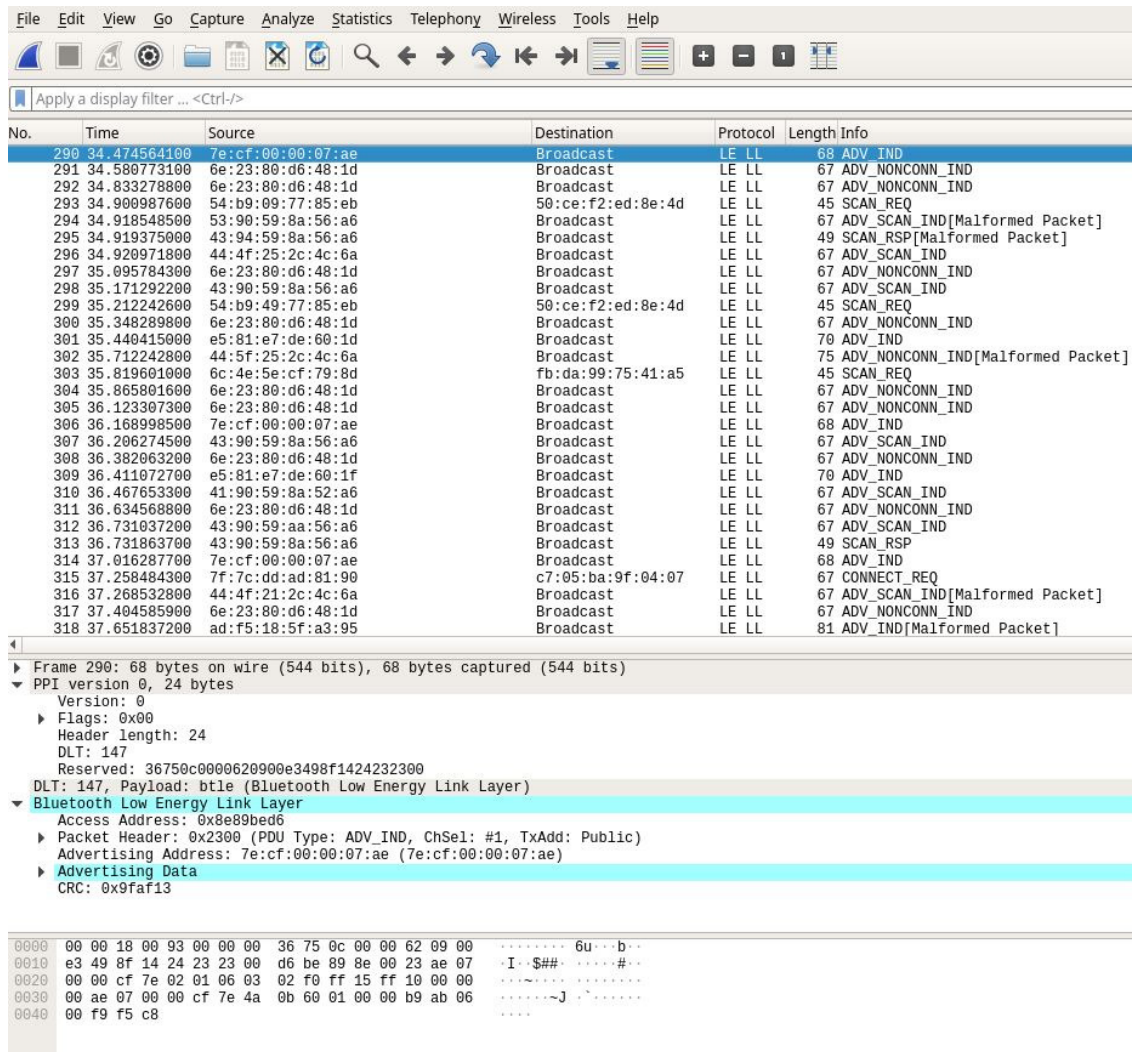 File Edit View Go Capture Analyze Statistics Telephony Wireless Tools Help
Apply a display filter ... <Ctrl-/>
No. Time Source Destination Protocol Length Info
290 34.474564100 7e:cf:00:00:07:ae Broadcast LE LL 68 ADV_IND
291 34.580773100 6e:23:80:d6:48:1d Broadcast LE LL 67 ADV_NONCONN_IND
292 34.833278800 6e:23:80:d6:48:1d Broadcast LE LL 67 ADV_NONCONN_IND
293 34.900987600 54:b9:09:77:85:eb 50:ce:f2:ed:8e:4d LE LL 45 SCAN_REQ
294 34.918548500 53:90:59:8a:56:a6 Broadcast LE LL 67 ADV_SCAN_IND[Malformed Packet]
295 34.919375000 43:94:59:8a:56:a6 Broadcast LE LL 49 SCAN_RSP[Malformed Packet]
296 34.920971800 44:4f:25:2c:4c:6a Broadcast LE LL 67 ADV_SCAN_IND
297 35.095784300 6e:23:80:d6:48:1d Broadcast LE LL 67 ADV_NONCONN_IND
298 35.171292200 43:90:59:8a:56:a6 Broadcast LE LL 67 ADV_SCAN_IND
299 35.212242600 54:b9:49:77:85:eb 50:ce:f2:ed:8e:4d LE LL 45 SCAN_REQ
300 35.348289800 6e:23:80:d6:48:1d Broadcast LE LL 67 ADV_NONCONN_IND
301 35.440415000 e5:81:e7:de:60:1d Broadcast LE LL 70 ADV_IND
302 35.712242800 44:5f:25:2c:4c:6a Broadcast LE LL 75 ADV_NONCONN_IND[Malformed Packet]
303 35.819601000 6c:4e:5e:cf:79:8d fb:da:99:75:41:a5 LE LL 45 SCAN_REQ
304 35.865801600 6e:23:80:d6:48:1d Broadcast LE LL 67 ADV_NONCONN_IND
305 36.123307300 6e:23:80:d6:48:1d Broadcast LE LL 67 ADV_NONCONN_IND
306 36.168998500 7e:cf:00:00:07:ae Broadcast LE LL 68 ADV_IND
307 36.206274500 43:90:59:8a:56:a6 Broadcast LE LL 67 ADV_SCAN_IND
308 36.382063200 6e:23:80:d6:48:1d Broadcast LE LL 67 ADV_NONCONN_IND
309 36.411072700 e5:81:e7:de:60:1f Broadcast LE LL 70 ADV_IND
310 36.467653300 41:90:59:8a:52:a6 Broadcast LE LL 67 ADV_SCAN_IND
311 36.634568800 6e:23:80:d6:48:1d Broadcast LE LL 67 ADV_NONCONN_IND
312 36.731037200 43:90:59:aa:56:a6 Broadcast LE LL 67 ADV_SCAN_IND
313 36.731863700 43:90:59:8a:56:a6 Broadcast LE LL 49 SCAN_RSP
314 37.016287700 7e:cf:00:00:07:ae Broadcast LE LL 68 ADV_IND
315 37.258484300 7f:7c:dd:ad:81:90 c7:05:ba:9f:04:07 LE LL 67 CONNECT_REQ
316 37.268532800 44:4f:21:2c:4c:6a Broadcast LE LL 67 ADV_SCAN_IND[Malformed Packet]
317 37.404585900 6e:23:80:d6:48:1d Broadcast LE LL 67 ADV_NONCONN_IND
318 37.651837200 ad:f5:18:5f:a3:95 Broadcast LE LL 81 ADV_IND[Malformed Packet]
Frame 290: 68 bytes on wire (544 bits), 68 bytes captured (544 bits)
PPI version 0, 24 bytes
Version: 0
Flags: 0x00
Header length: 24
DLT: 147
Reserved: 36750c0000620900e3498f1424232300
DLT: 147, Payload: btle (Bluetooth Low Energy Link Layer)
Bluetooth Low Energy Link Layer
Access Address: 0x8e89bed6
Packet Header: 0x2300 (PDU Type: ADV_IND, ChSel: #1, TxAdd: Public)
Advertising Address: 7e:cf:00:00:07:ae (7e:cf:00:00:07:ae)
Advertising Data
CRC: 0x9faf13
0000 00 00 18 00 93 00 00 00 36 75 0c 00 00 62 09 00 ········ 6u···b··
0010 e3 49 8f 14 24 23 23 00 d6 be 89 8e 00 23 ae 07 ·I··$##· ·····#··
0020 00 00 cf 7e 02 01 06 03 02 f0 ff 15 ff 10 00 00 ···~···· ········
0030 00 ae 07 00 00 cf 7e 4a 0b 60 01 00 00 b9 ab 06 ······~J ·`······
0040 00 f9 f5 c8 ····